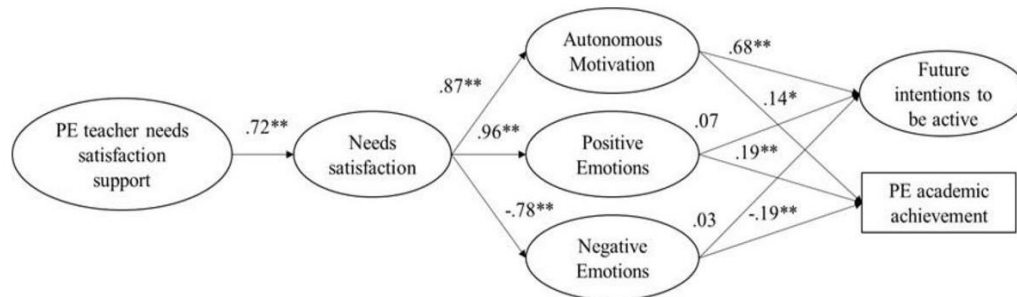 PE teacher needs
satisfaction
support
.72**
Needs
satisfaction
.87**
.96**
-.78**
Autonomous
Motivation
Positive
Emotions
Negative
Emotions
.68**
.14*
.07
.19**
.03
-.19**
Future
intentions to
be active
PE academic
achievement